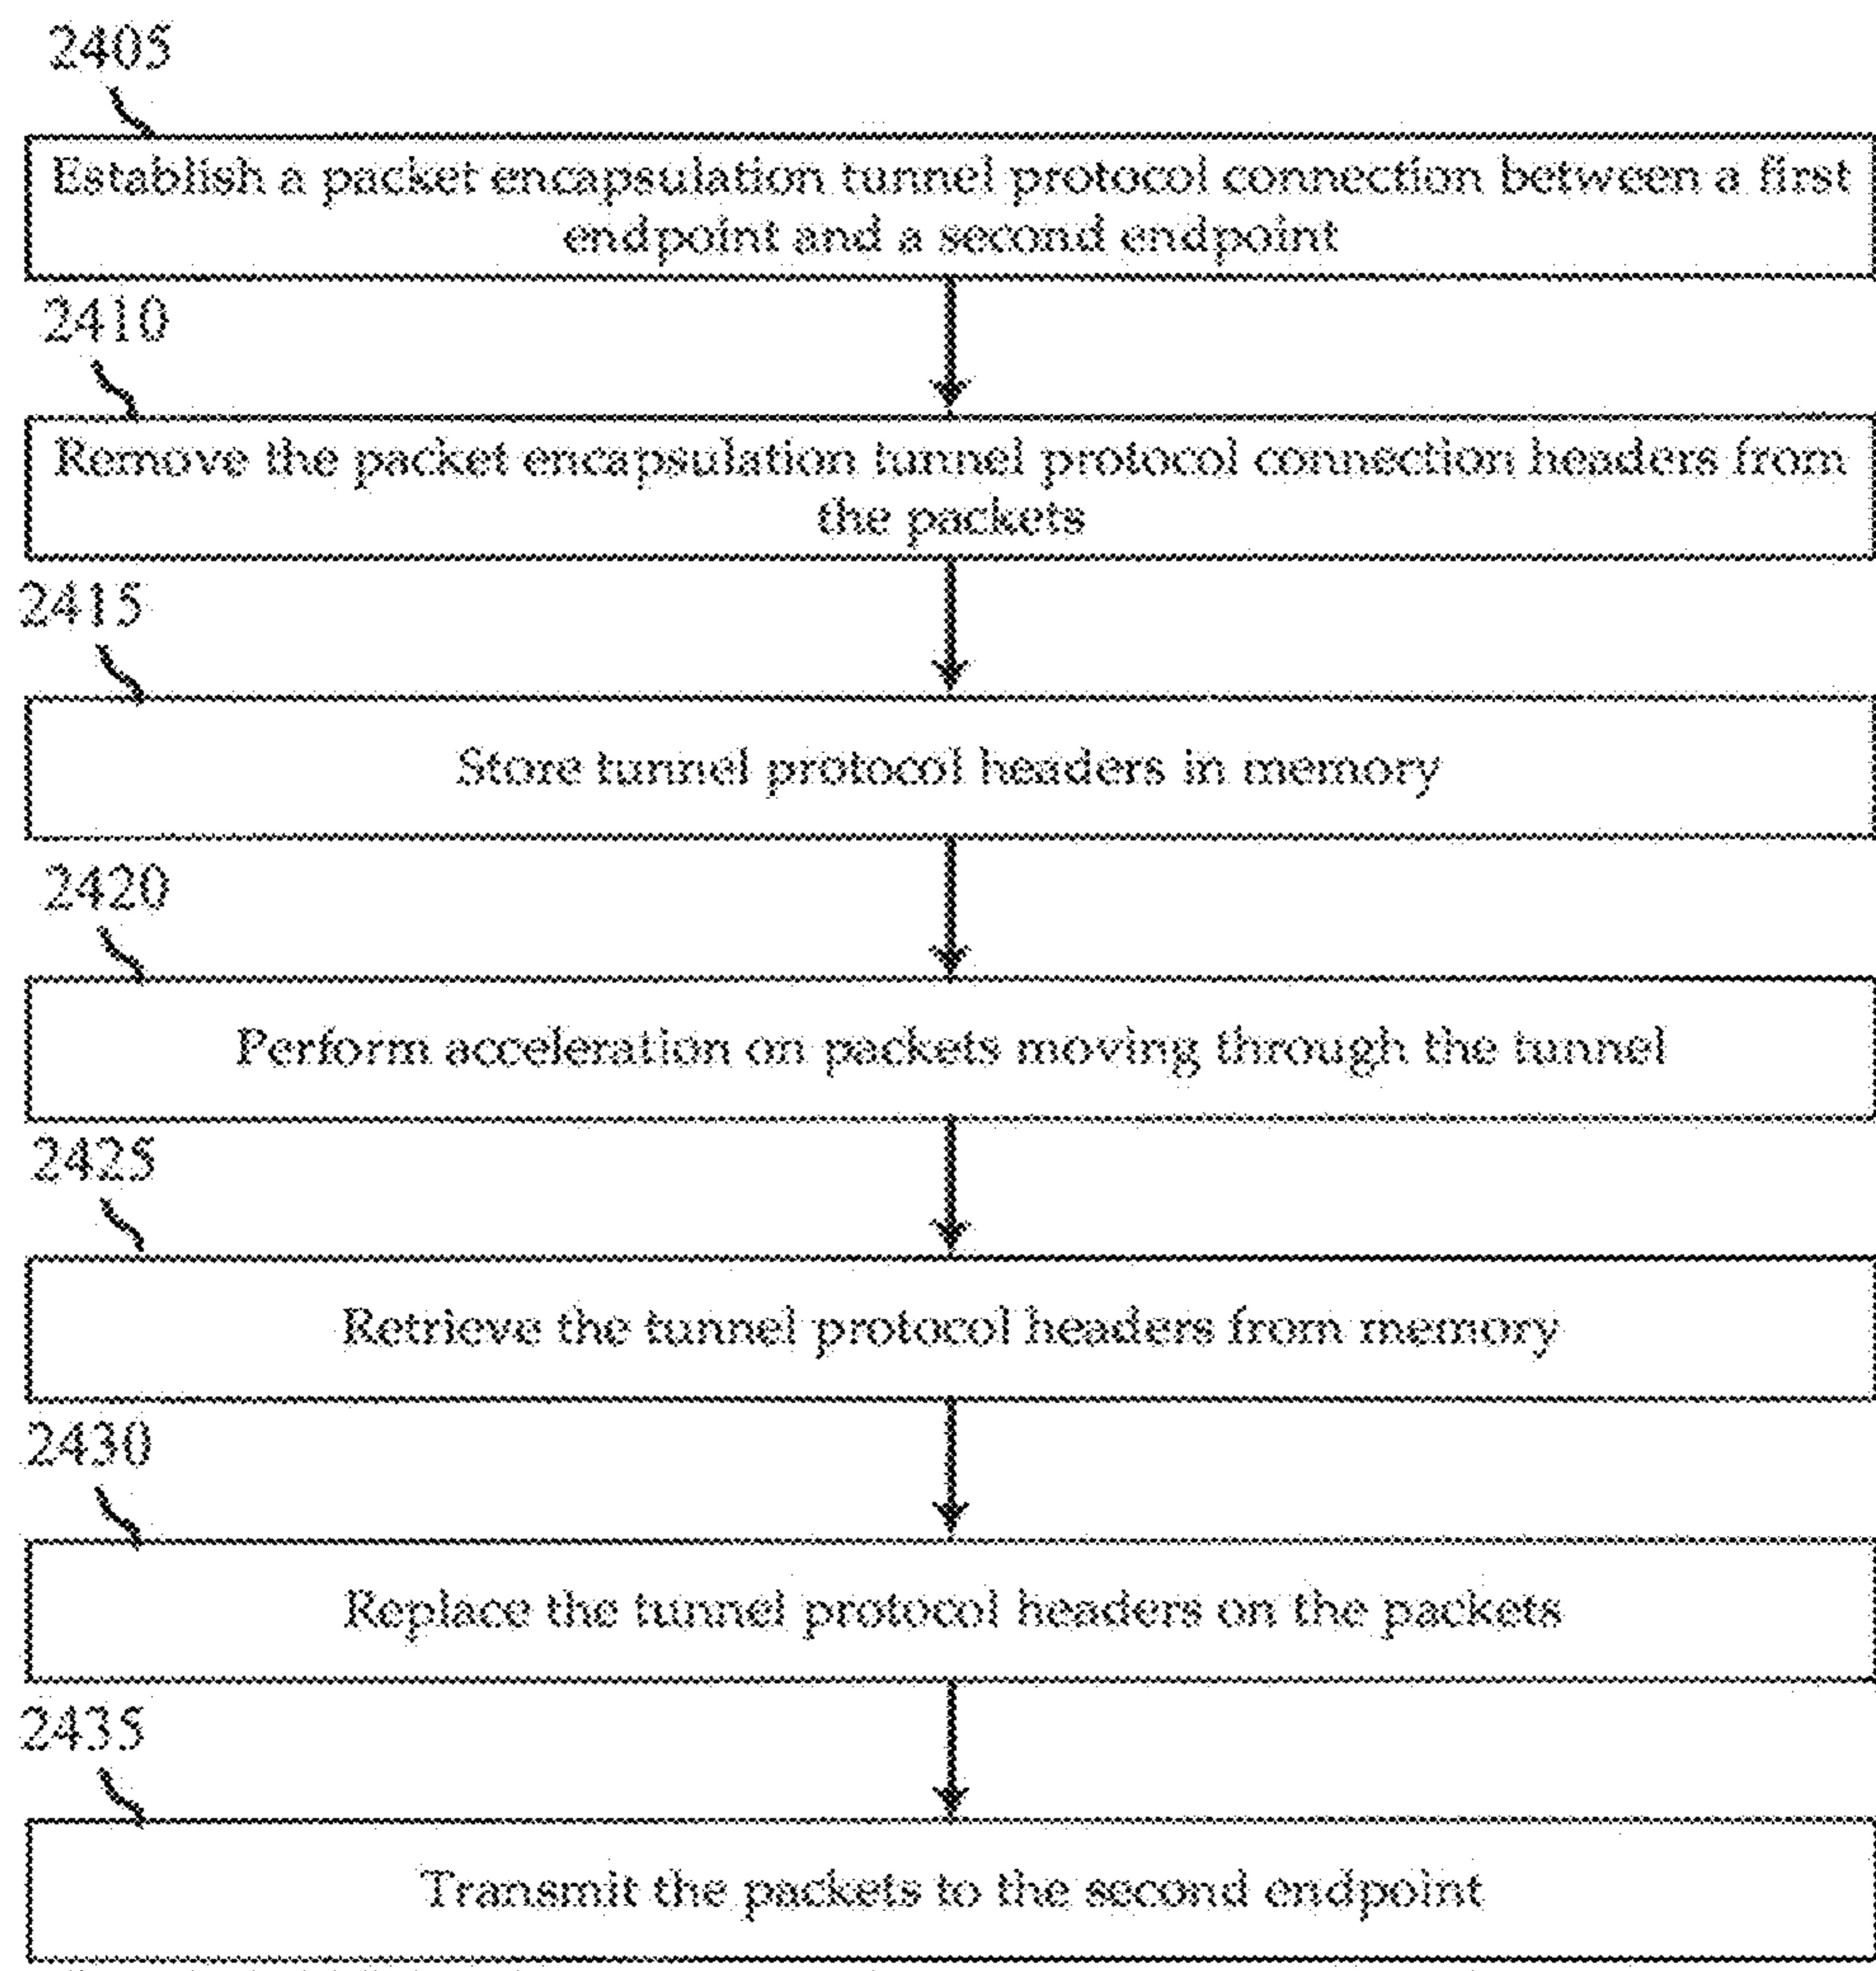 2405
Establish a packet encapsulation tunnel protocol connection between a first
endpoint and a second endpoint
2410
Remove the packet encapsulation tunnel protocol connection headers from
the packets
2415
Store tunnel protocol headers in memory
2420
Perform acceleration on packets moving through the tunnel
2425
Retrieve the tunnel protocol headers from memory
2430
Replace the tunnel protocol headers on the packets
2435
Transmit the packets to the second endpoint